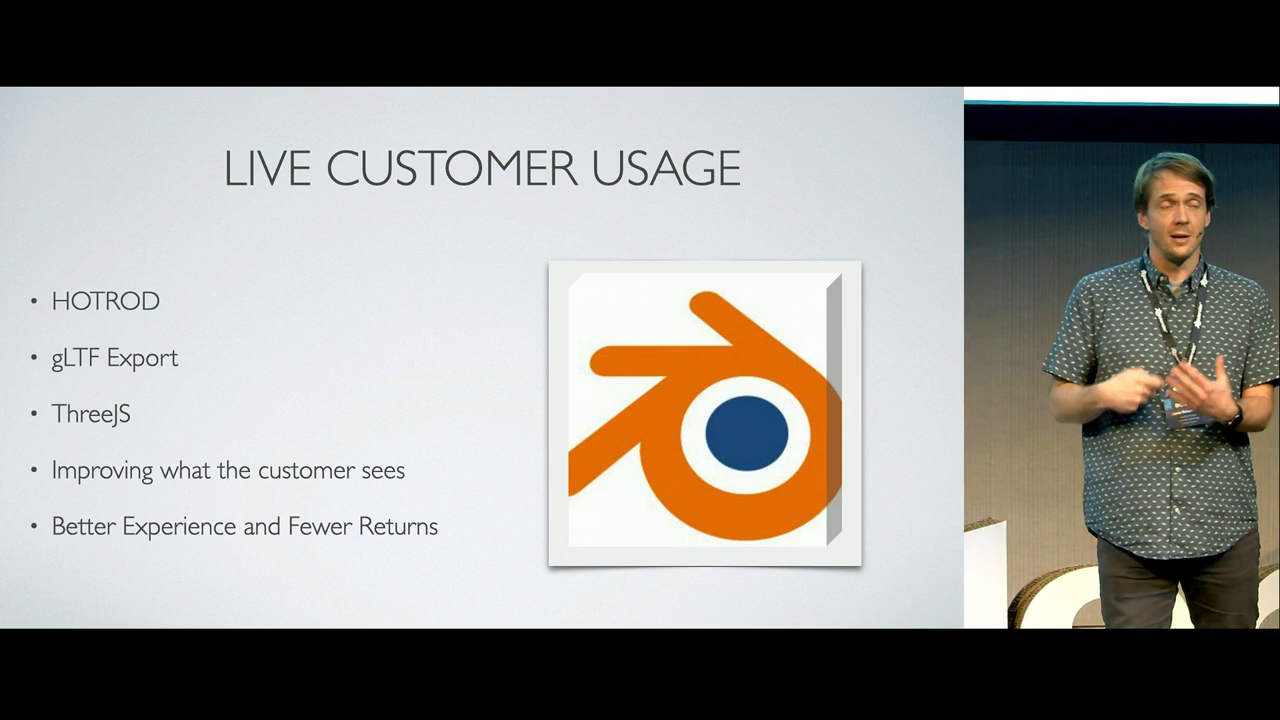 LIVE CUSTOMER USAGE
• HOTROD
• gLTF Export
• ThreeJS
• Improving what the customer sees
• Better Experience and Fewer Returns